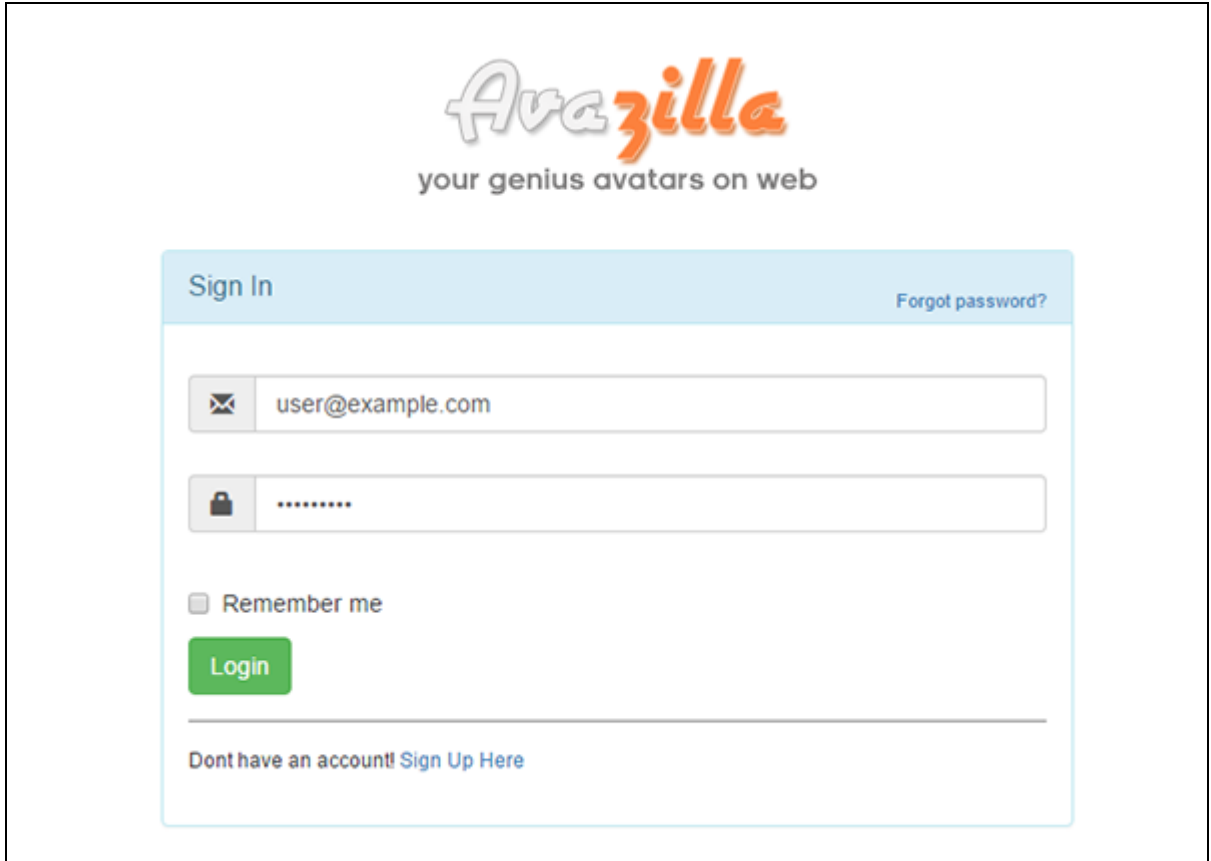 Avazilla
your genius avatars on web
Sign In
Forgot password?
user@example.com
•••••••••
Remember me
Login
Dont have an account! Sign Up Here